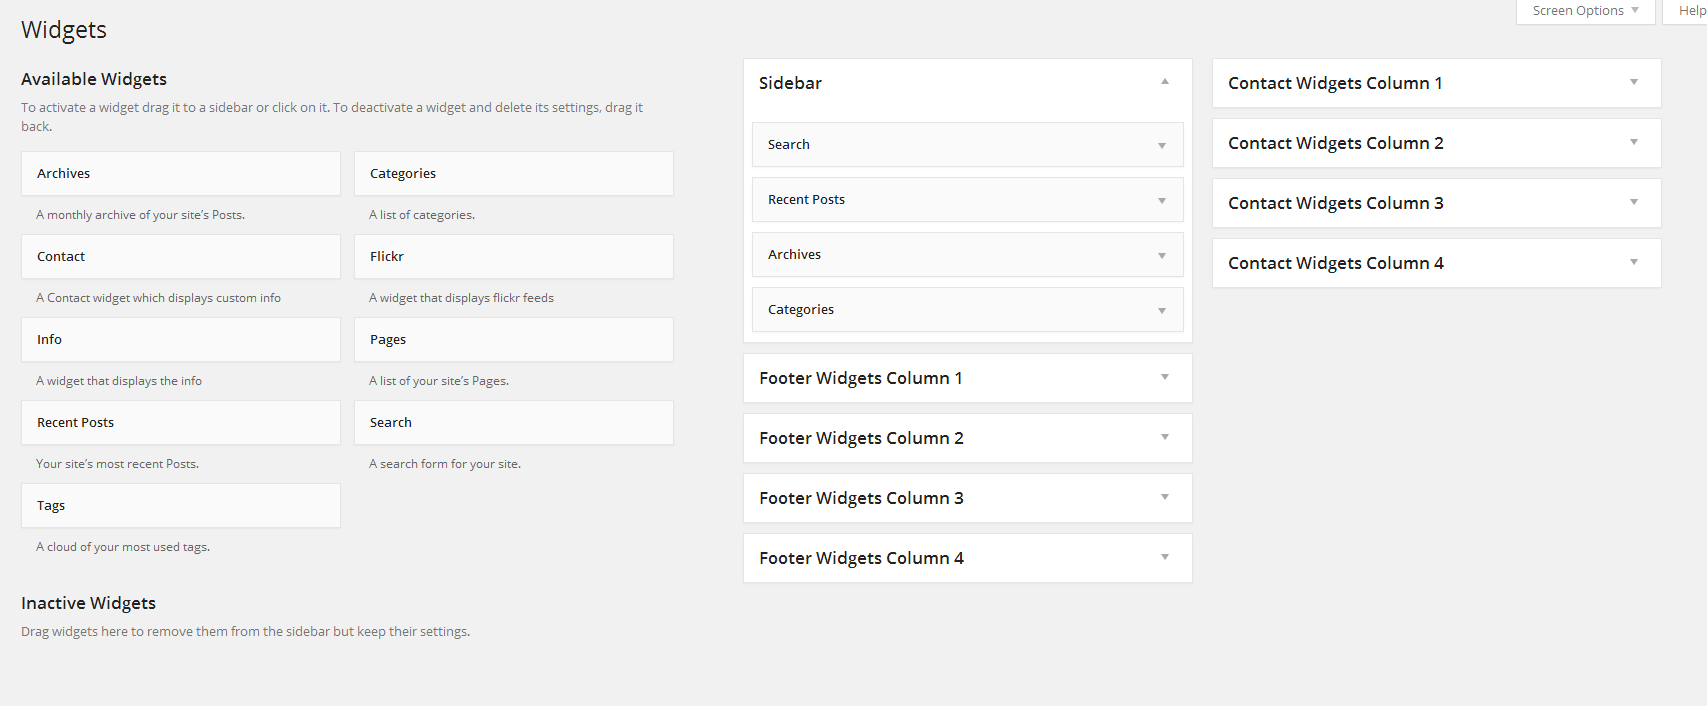 Screen Options
Help
Widgets
Available Widgets
To activate a widget drag it to a sidebar or click on it. To deactivate a widget and delete its settings, drag it
back.
Archives
A monthly archive of your site’s Posts.
Categories
A list of categories.
Contact
A Contact widget which displays custom info
Flickr
A widget that displays flickr feeds
Info
A widget that displays the info
Pages
A list of your site’s Pages.
Recent Posts
Your site’s most recent Posts.
Search
A search form for your site.
Tags
A cloud of your most used tags.
Inactive Widgets
Drag widgets here to remove them from the sidebar but keep their settings.
Sidebar
Search
Recent Posts
Archives
Categories
Footer Widgets Column 1
Footer Widgets Column 2
Footer Widgets Column 3
Footer Widgets Column 4
Contact Widgets Column 1
Contact Widgets Column 2
Contact Widgets Column 3
Contact Widgets Column 4